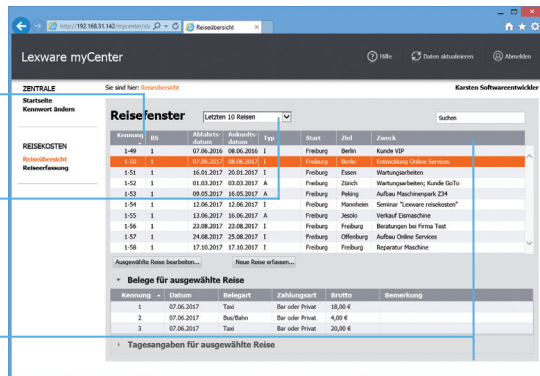 http://192.168.31.142/mycenter/sta
Reiseübersicht
Lexware myCenter
Hilfe
Daten aktualisieren
Abmelden
ZENTRALE
Sie sind hier: Reiseübersicht
Karsten Softwareentwickler
Startseite
Kennwort ändern
REISEKOSTEN
Reiseübersicht
Reiseerfassung
Reisefenster
Letzten 10 Reisen
Suchen
Kennung BS Abfahrts-datum Ankunfts-datum Typ Start Ziel Zweck
1-49 1 07.06.2016 08.06.2016 I Freiburg Berlin Kunde VIP
1-50 1 07.06.2017 08.06.2017 I Freiburg Berlin Entwicklung Online Services
1-51 1 16.01.2017 20.01.2017 I Freiburg Essen Wartungsarbeiten
1-52 1 01.03.2017 03.03.2017 A Freiburg Zürich Wartungsarbeiten; Kunde GoTo
1-53 1 09.05.2017 16.05.2017 A Freiburg Peking Aufbau Maschinenpark Z34
1-54 1 12.06.2017 12.06.2017 I Freiburg Mannheim Seminar "Lexware reisekosten"
1-55 1 13.06.2017 16.06.2017 A Freiburg Jesolo Verkauf Eismaschine
1-56 1 23.08.2017 23.08.2017 I Freiburg Freiburg Beratungen bei Firma Test
1-57 1 24.08.2017 25.08.2017 I Freiburg Offenburg Aufbau Online Services
1-58 1 17.10.2017 17.10.2017 I Freiburg Freiburg Reparatur Maschine
Ausgewählte Reise bearbeiten...
Neue Reise erfassen...
Belege für ausgewählte Reise
Kennung Datum Belegart Zahlungsart Brutto Bemerkung
1 07.06.2017 Taxi Bar oder Privat 18,00 €
2 07.06.2017 Bus/Bahn Bar oder Privat 4,00 €
3 07.06.2017 Taxi Bar oder Privat 20,00 €
Tagesangaben für ausgewählte Reise